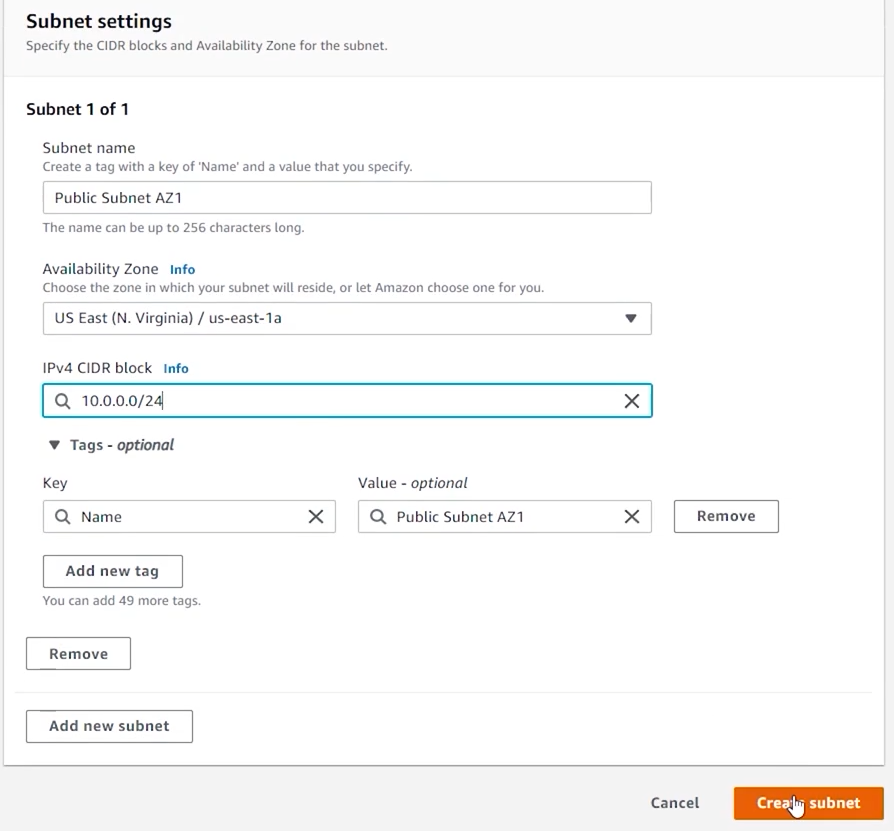 Subnet settings
Specify the CIDR blocks and Availability Zone for the subnet.
Subnet 1 of 1
Subnet name
Create a tag with a key of 'Name' and a value that you specify.
Public Subnet AZ1
The name can be up to 256 characters long.
Availability Zone Info
Choose the zone in which your subnet will reside, or let Amazon choose one for you.
US East (N. Virginia) / us-east-1a
IPv4 CIDR block Info
10.0.0.0/24
Tags - optional
Key Value - optional
Name Public Subnet AZ1 Remove
Add new tag
You can add 49 more tags.
Remove
Add new subnet
Cancel Create subnet